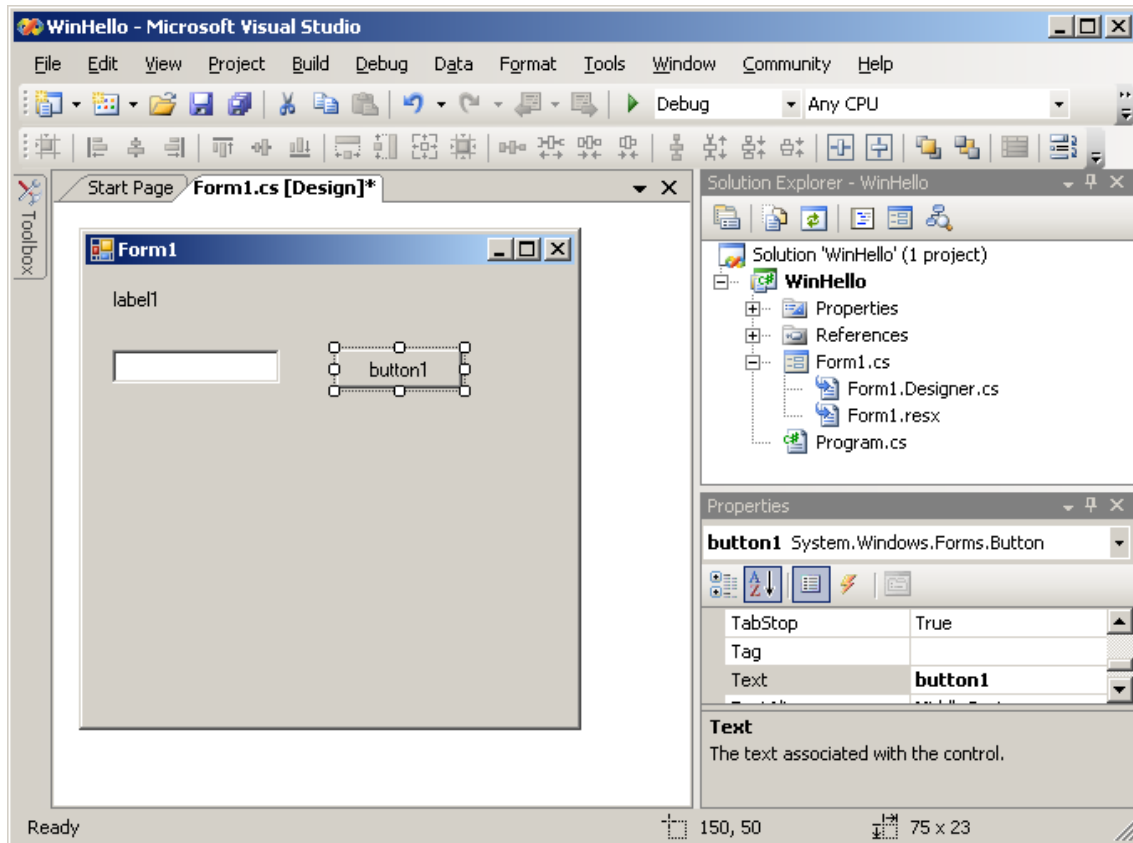 WinHello - Microsoft Visual Studio
File Edit View Project Build Debug Data Format Tools Window Community Help
Debug Any CPU
Toolbox
Start Page Form1.cs [Design]*
Form1
label1
button1
Solution Explorer - WinHello
Solution 'WinHello' (1 project)
WinHello
Properties
References
Form1.cs
Form1.Designer.cs
Form1.resx
Program.cs
Properties
button1 System.Windows.Forms.Button
TabStop True
Tag
Text button1
Text
The text associated with the control.
Ready 150, 50 75 x 23